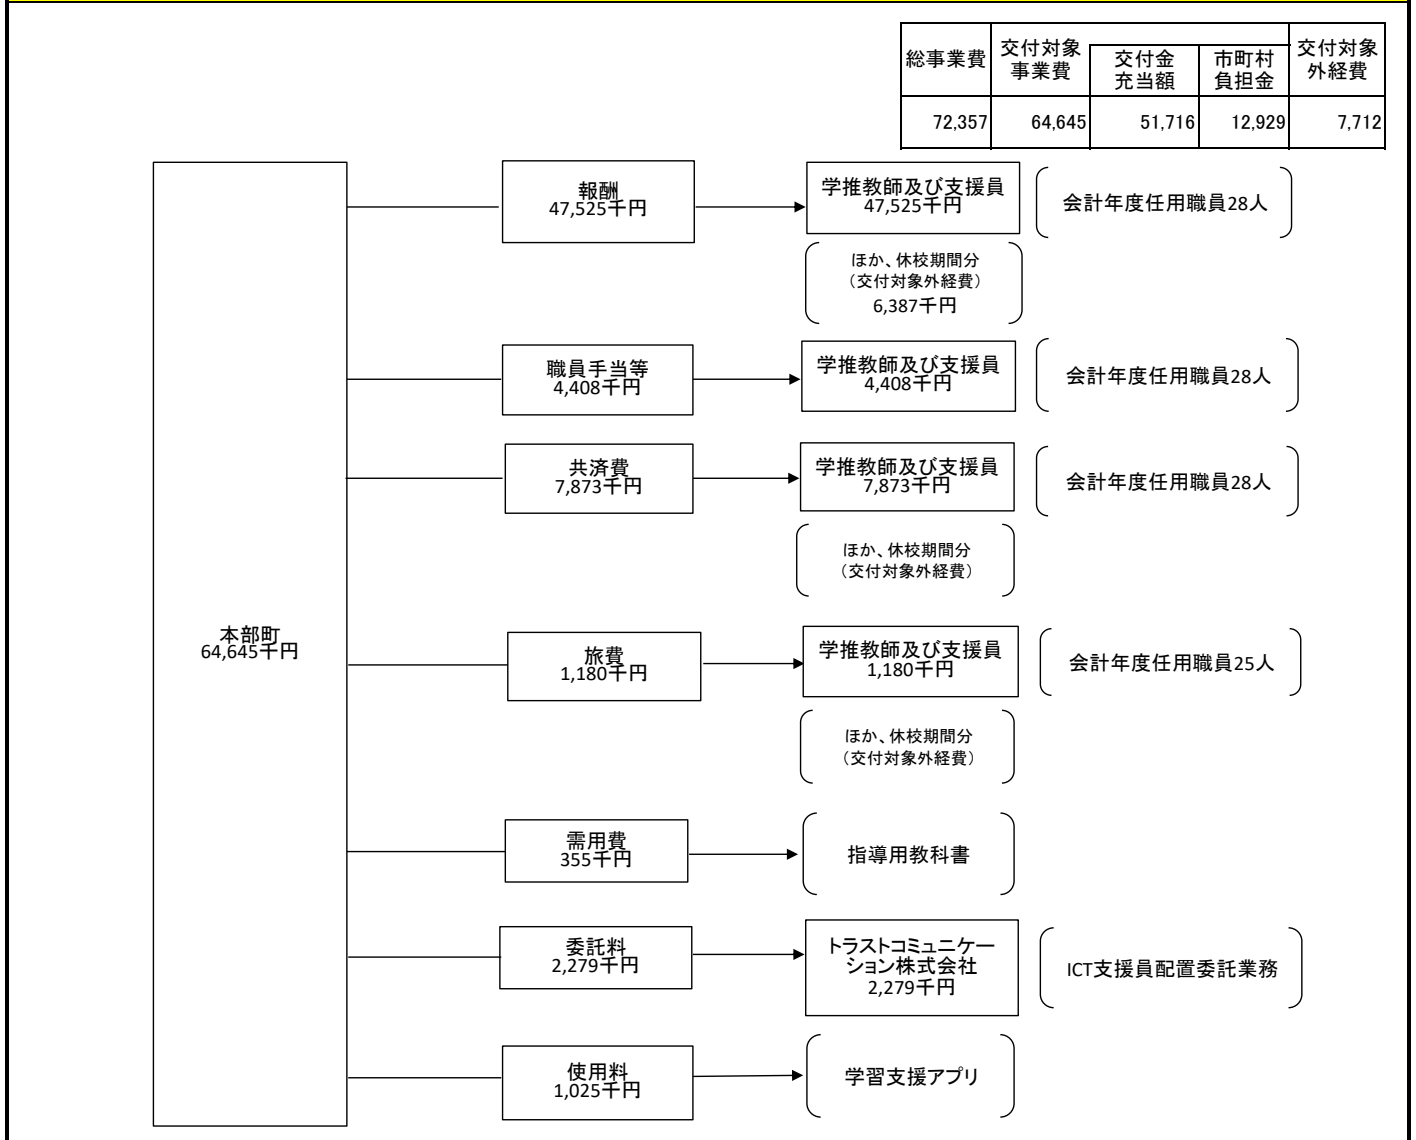 総事業費
交付対象
事業費
交付金
充当額
市町村
負担金
交付対象
外経費
72,357
64,645
51,716
12,929
7,712
本部町
64,645千円
報酬
47,525千円
学推教師及び支援員
47,525千円
会計年度任用職員28人
ほか、休校期間分
（交付対象外経費）
6,387千円
職員手当等
4,408千円
学推教師及び支援員
4,408千円
会計年度任用職員28人
共済費
7,873千円
学推教師及び支援員
7,873千円
会計年度任用職員28人
ほか、休校期間分
（交付対象外経費）
旅費
1,180千円
学推教師及び支援員
1,180千円
会計年度任用職員25人
ほか、休校期間分
（交付対象外経費）
需用費
355千円
指導用教科書
委託料
2,279千円
トラストコミュニケー
ション株式会社
2,279千円
ICT支援員配置委託業務
使用料
1,025千円
学習支援アプリ